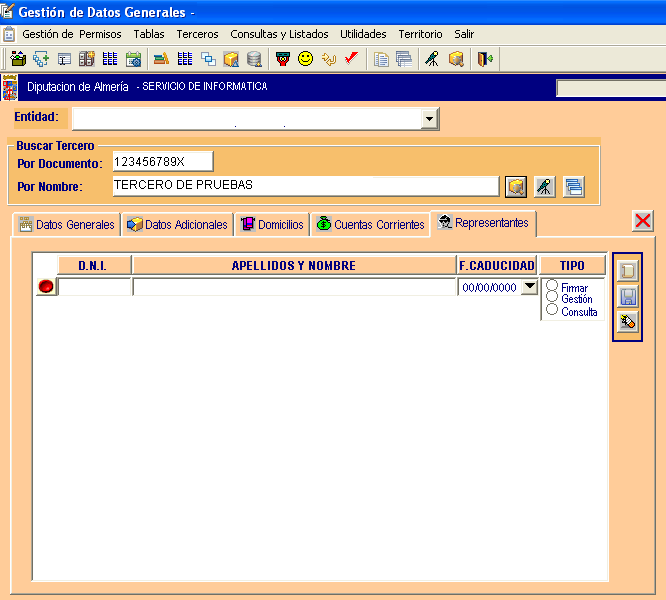 Gestión de Datos Generales -
Gestión de Permisos Tablas Terceros Consultas y Listados Utilidades Territorio Salir
Diputacion de Almería - SERVICIO DE INFORMATICA
Entidad:
Buscar Tercero
Por Documento: 123456789X
Por Nombre: TERCERO DE PRUEBAS
Datos Generales Datos Adicionales Domicilios Cuentas Corrientes Representantes
D.N.I. APELLIDOS Y NOMBRE F.CADUCIDAD TIPO
00/00/0000 Firmar
Gestión
Consulta